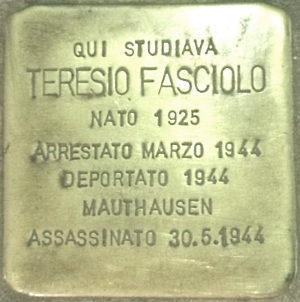 QUI STUDIAVA
TERESIO FASCIOLO
NATO 1925
ARRESTATO MARZO 1944
DEPORTATO 1944
MAUTHAUSEN
ASSASSINATO 30.5.1944